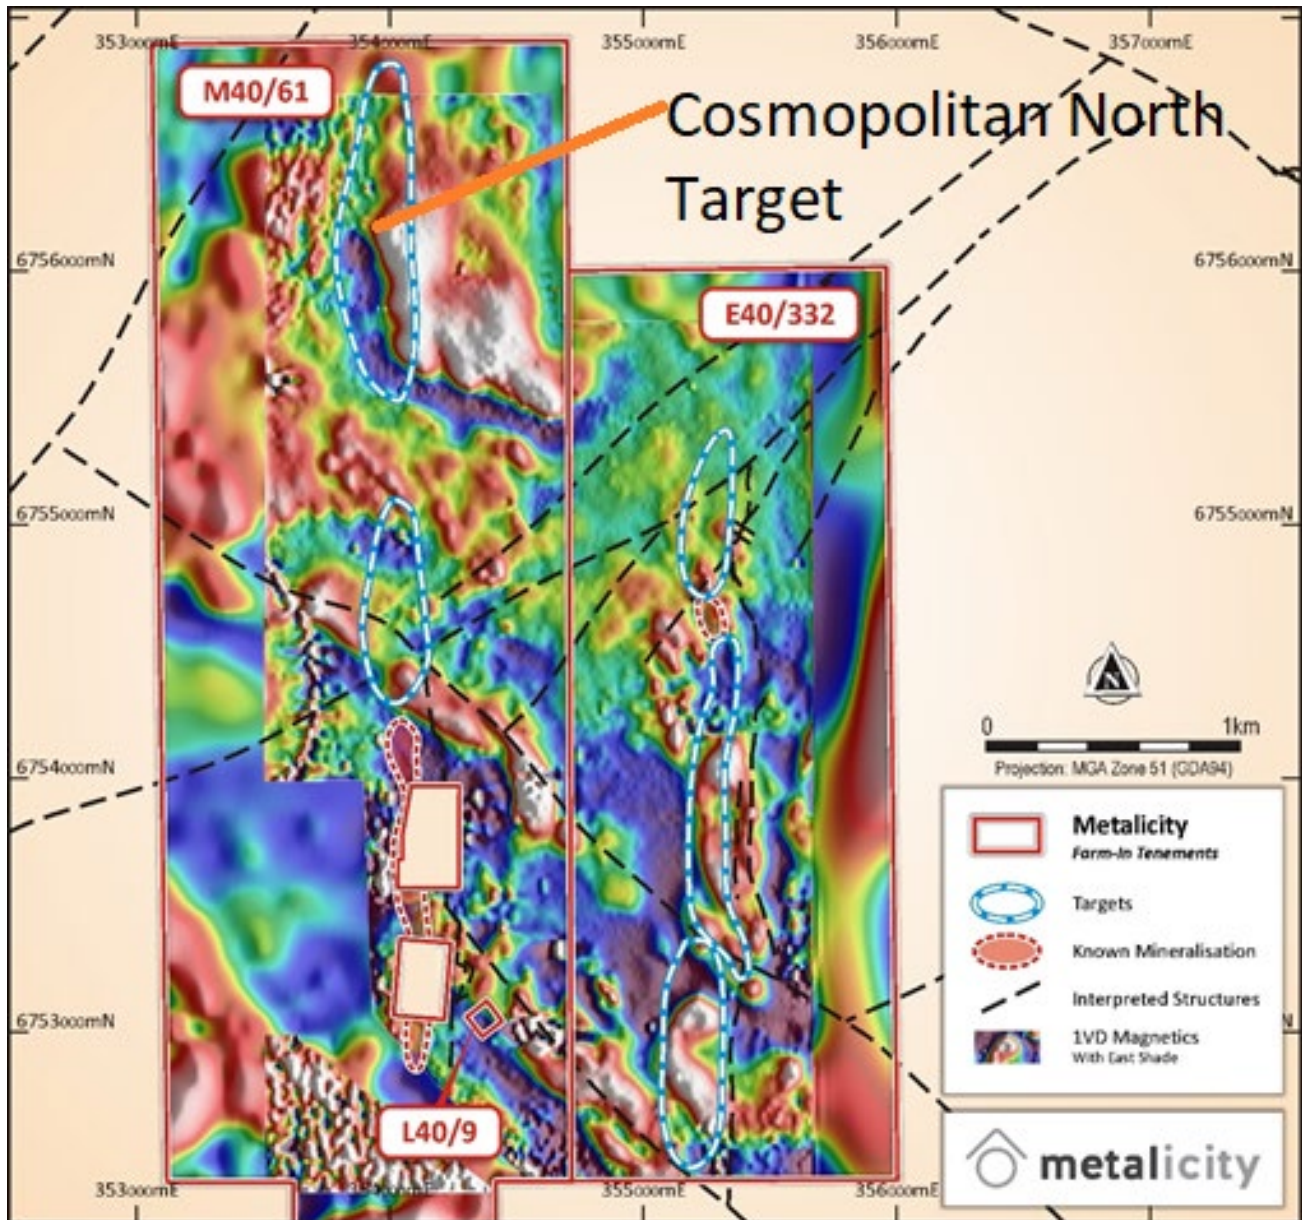 353000mE 354000mE 355000mE 356000mE 357000mE
M40/61
Cosmopolitan North
Target
6756000mN 6756000mN
E40/332
6755000mN 6755000mN
N
0 1km
Projection: MGA Zone 51 (GDA94)
6754000mN
Metalicity
Farm-In Tenements
Targets
Known Mineralisation
Interpreted Structures
1VD Magnetics
With East Shade
6753000mN N
L40/9
metalicity
353000mE 355000mE 356000mE